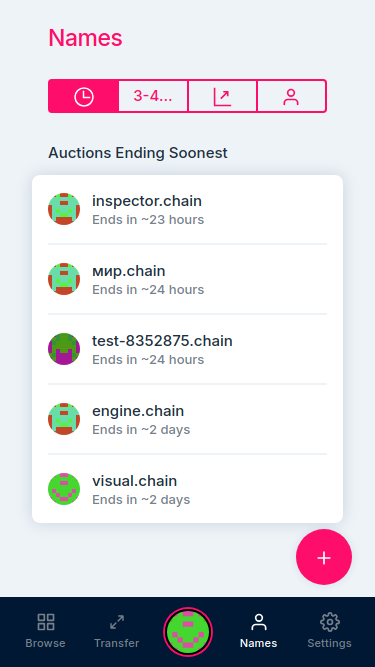 Names
3-4...
Auctions Ending Soonest
inspector.chain
Ends in ~23 hours
мир.chain
Ends in ~24 hours
test-8352875.chain
Ends in ~24 hours
engine.chain
Ends in ~2 days
visual.chain
Ends in ~2 days
+
Browse
Transfer
Names
Settings